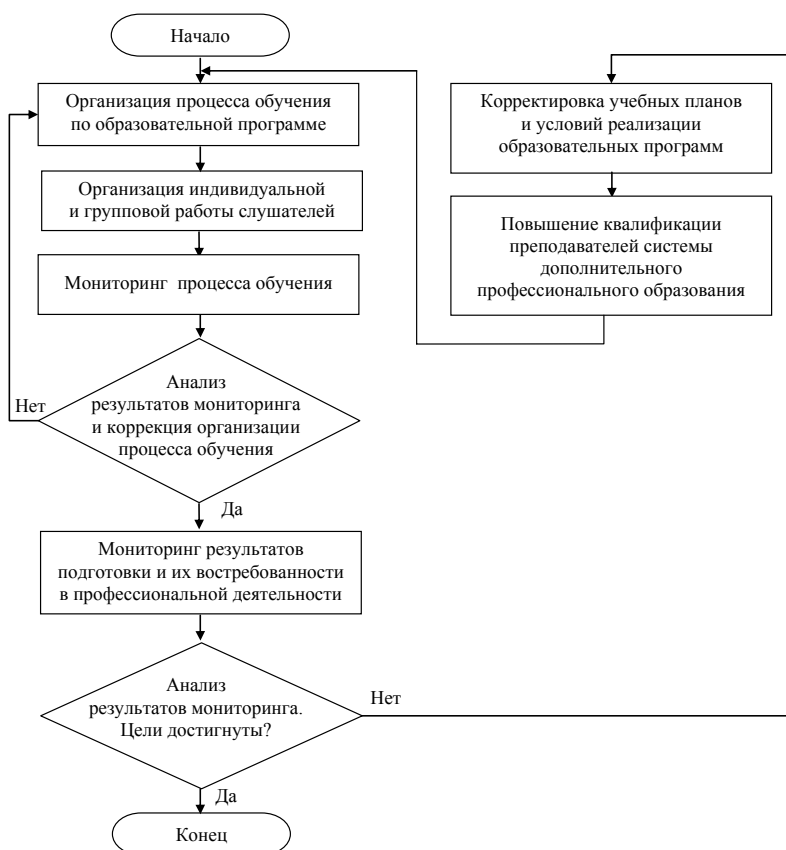 Начало
Организация процесса обучения
по образовательной программе
Организация индивидуальной
и групповой работы слушателей
Мониторинг процесса обучения
Анализ
результатов мониторинга
и коррекция организации
процесса обучения
Нет
Да
Мониторинг результатов
подготовки и их востребованности
в профессиональной деятельности
Анализ
результатов мониторинга.
Цели достигнуты?
Нет
Да
Конец
Корректировка учебных планов
и условий реализации
образовательных программ
Повышение квалификации
преподавателей системы
дополнительного
профессионального образования